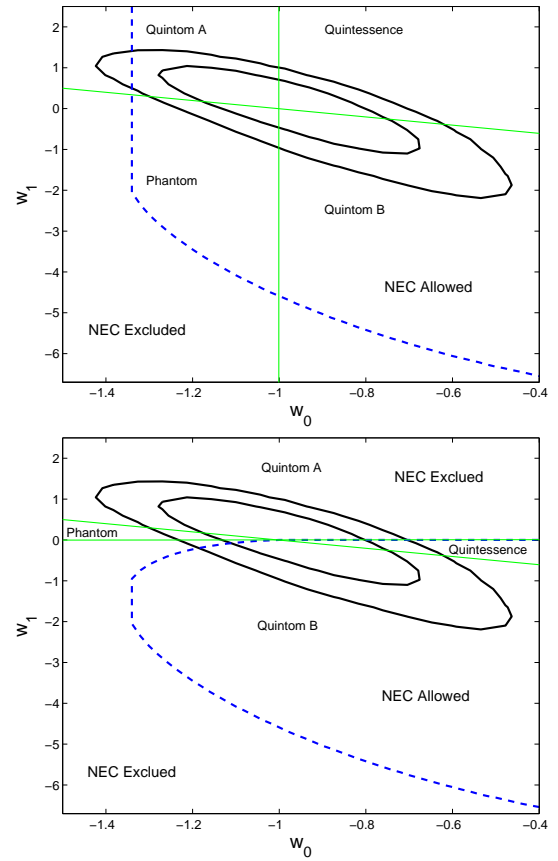 Quintom A
Quintessence
Phantom
Quintom B
NEC Allowed
NEC Excluded
2
1
0
−1
−2
−3
−4
−5
−6
w1
−1.4
−1.2
−1
−0.8
−0.6
−0.4
w0
Quintom A
NEC Exclued
Phantom
Quintessence
Quintom B
NEC Allowed
NEC Exclued
2
1
0
−1
−2
−3
−4
−5
−6
w1
−1.4
−1.2
−1
−0.8
−0.6
−0.4
w0